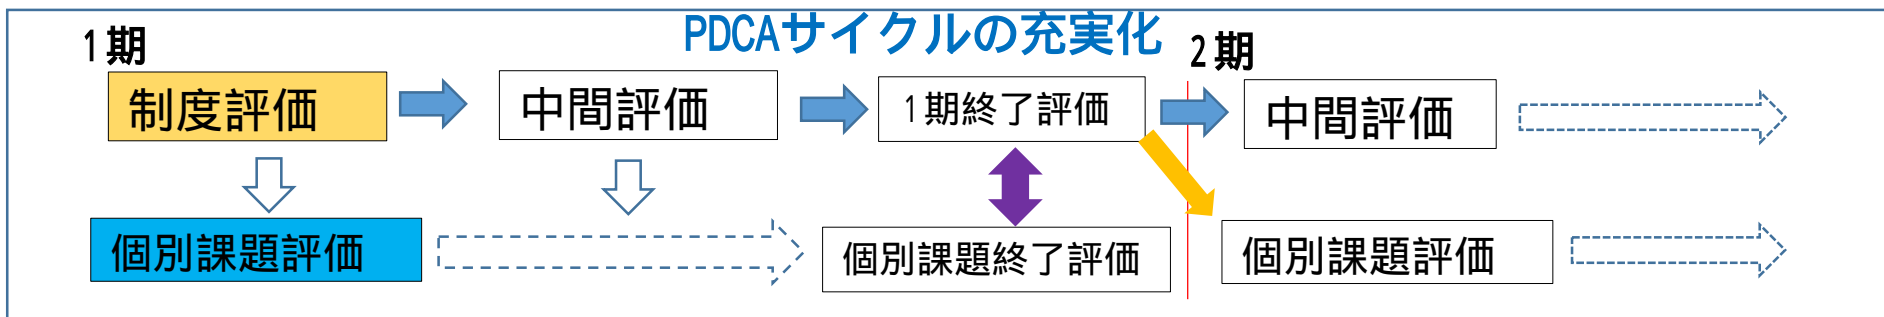 PDCAサイクルの充実化
1期
2期
制度評価
中間評価
1期終了評価
中間評価
個別課題評価
個別課題終了評価
個別課題評価